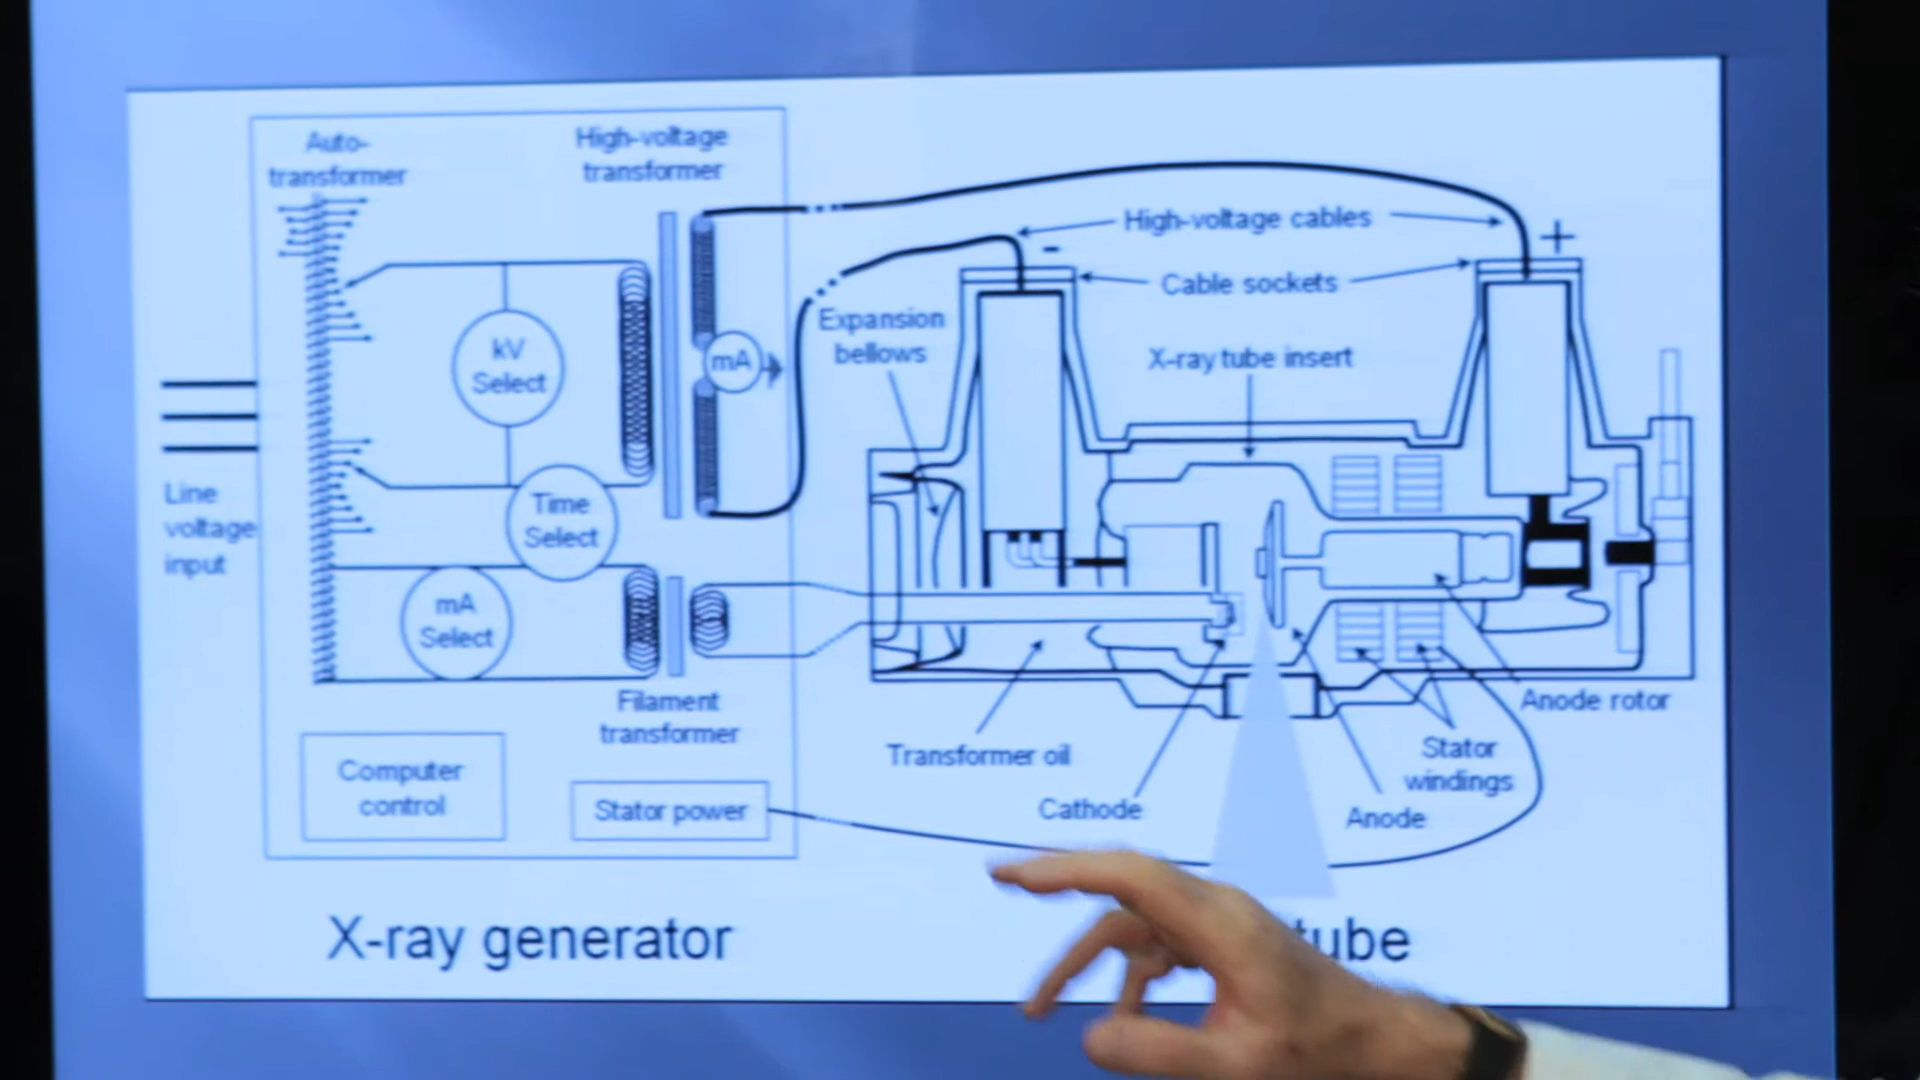 Auto-
transformer
High-voltage
transformer
High-voltage cables
+
-
Cable sockets
Expansion
bellows
X-ray tube insert
kV
Select
mA
Line
voltage
input
Time
Select
mA
Select
Filament
transformer
Computer
control
Stator power
Transformer oil
Cathode
Anode
Stator
windings
Anode rotor
X-ray generator
tube